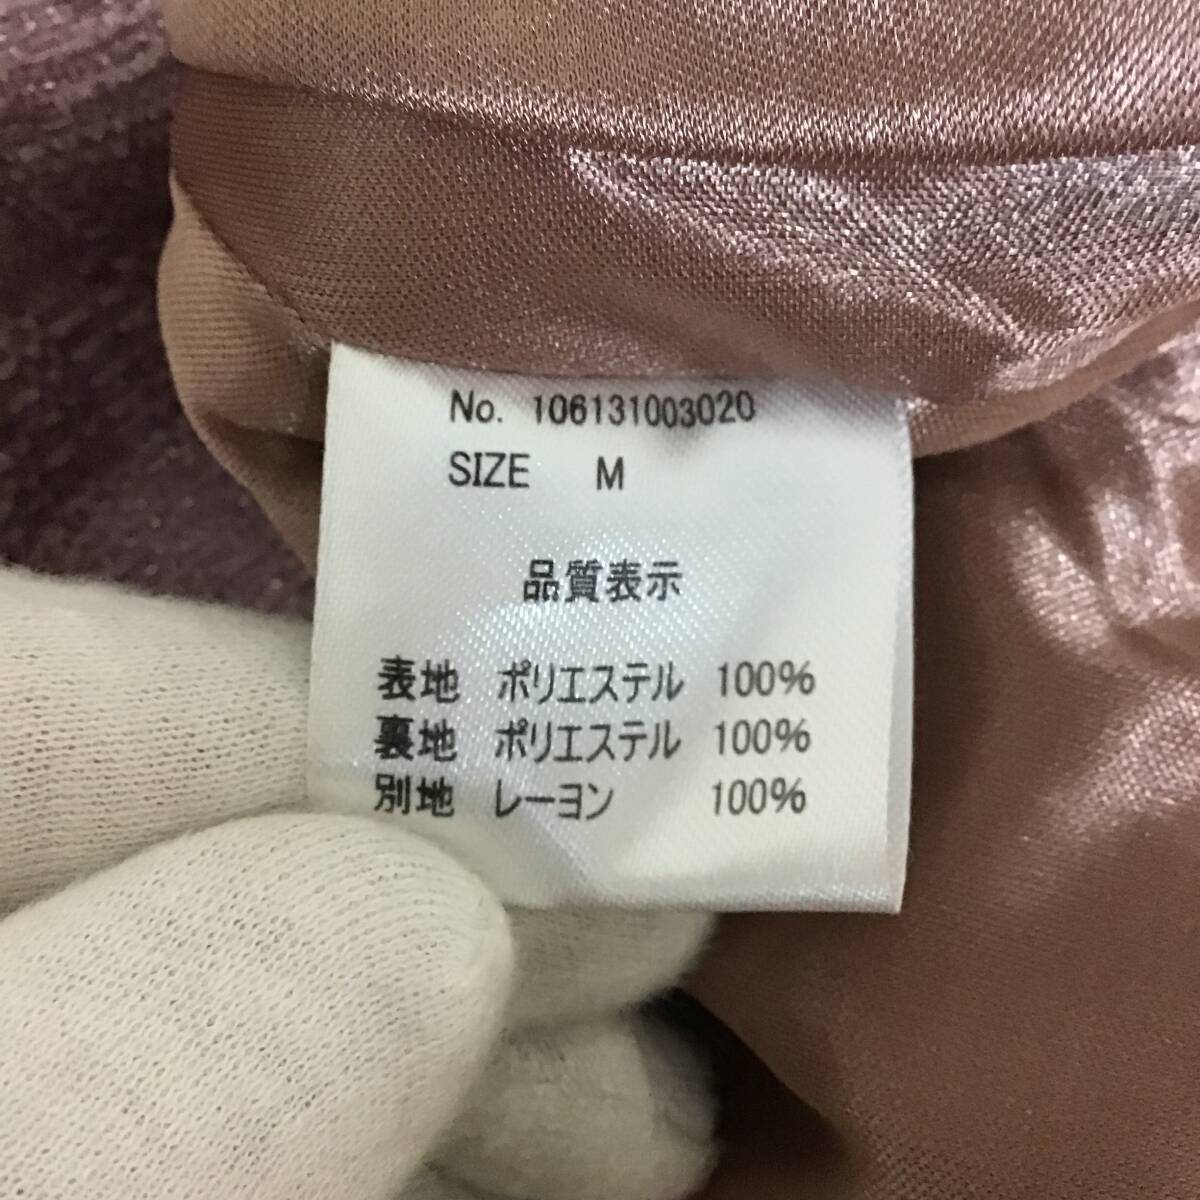 No. 106131003020
SIZE M
品質表示
表地 ポリエステル 100%
裏地 ポリエステル 100%
別地 レーヨン 100%